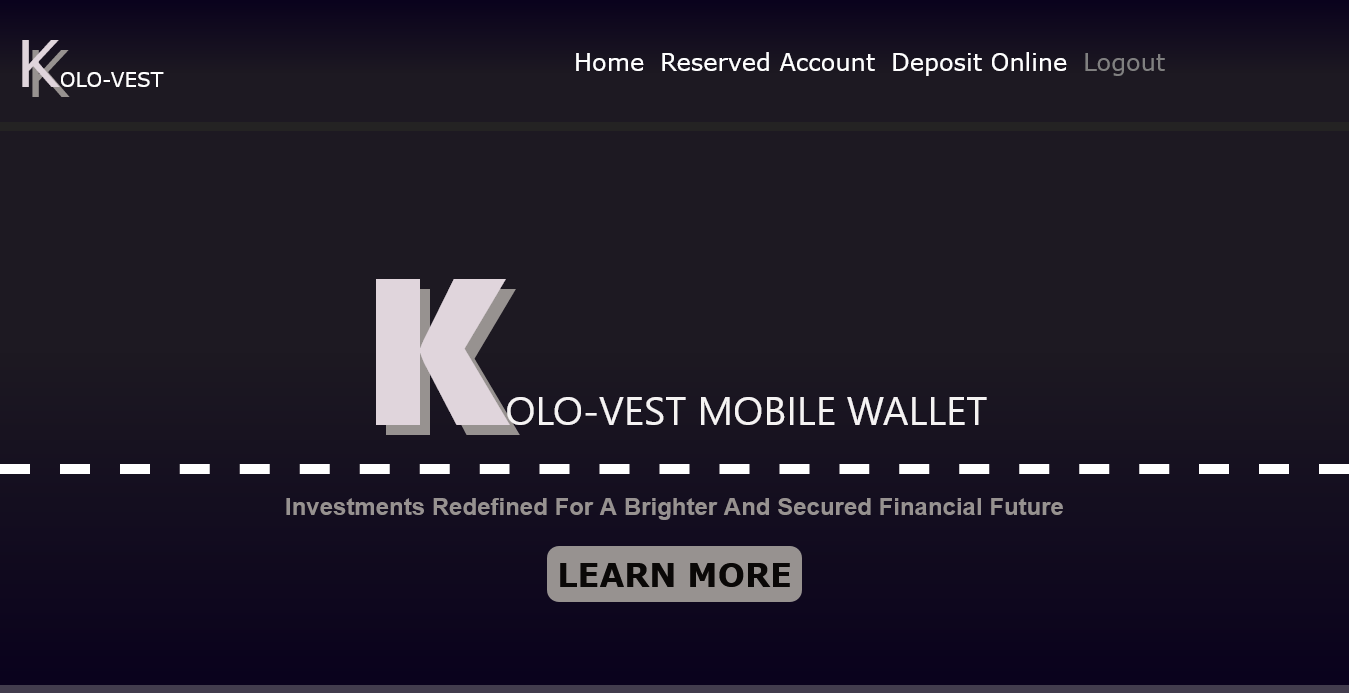 KOLO-VEST
Home Reserved Account Deposit Online Logout
KOLO-VEST MOBILE WALLET
Investments Redefined For A Brighter And Secured Financial Future
LEARN MORE